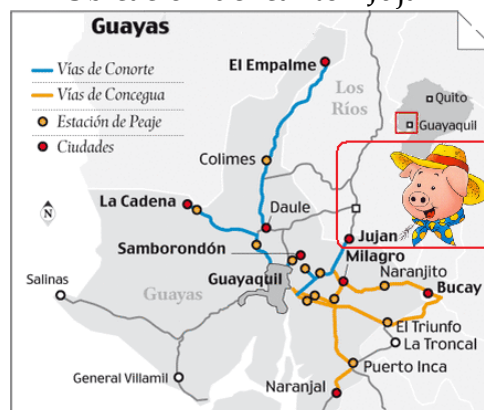 Guayas
Vías de Conorte
Vías de Concegua
Estación de Peaje
Ciudades
N
El Empalme
Los
Ríos
Quito
Guayaquil
Colimes
La Cadena
Daule
Samborondón
Jujan
Milagro
Guayaquil
Naranjito
Salinas
Guayas
Bucay
El Triunfo
La Troncal
General Villamil
Puerto Inca
Naranjal